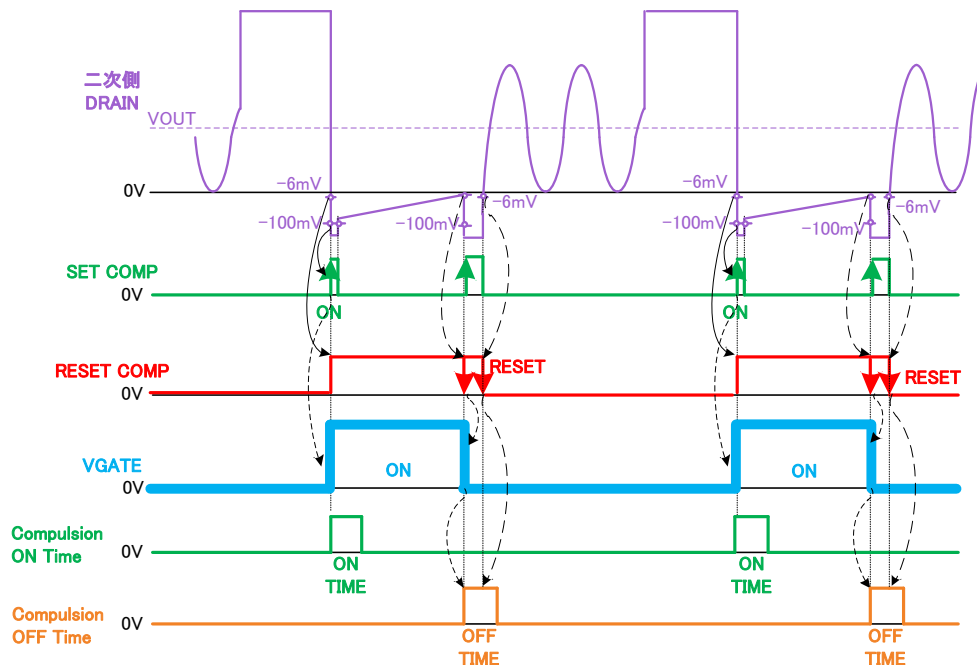 二次側
DRAIN
VOUT
0V
-6mV
-100mV
-100mV
-6mV
-6mV
-100mV
-100mV
-6mV
SET COMP
0V
ON
ON
RESET COMP
0V
RESET
RESET
VGATE
0V
ON
ON
Compulsion
ON Time
0V
ON
TIME
ON
TIME
Compulsion
OFF Time
0V
OFF
TIME
OFF
TIME